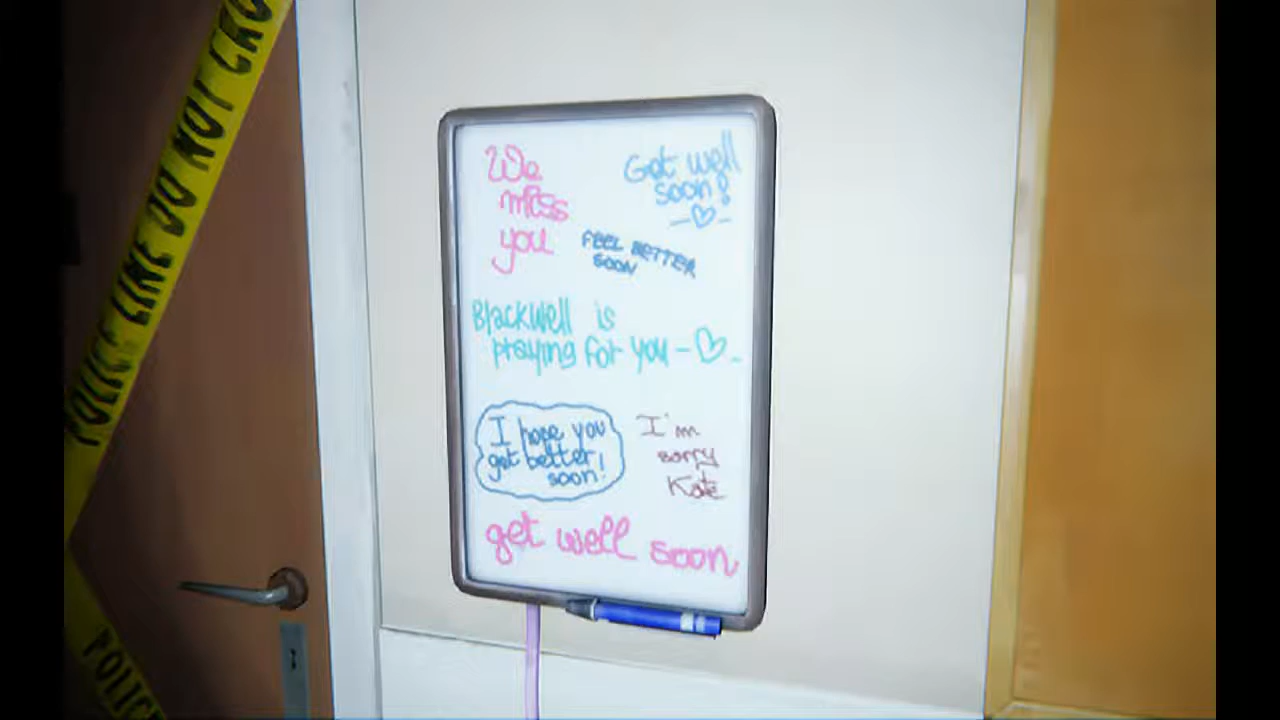 POLICE LINE DO NOT CRO
POLICE
We
miss
you
Get well
soon!
FEEL BETTER
SOON
Blackwell is
praying for you
I hope you
get better
soon!
I'm
sorry
Kate
get well soon